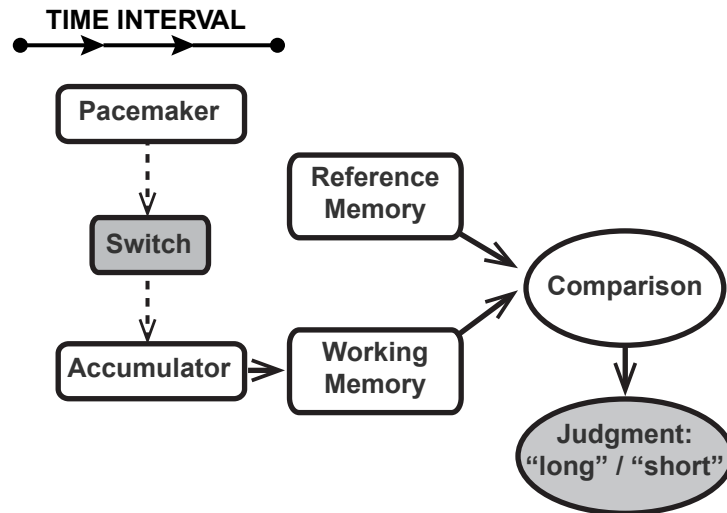 TIME INTERVAL
Pacemaker
Switch
Accumulator
Reference
Memory
Working
Memory
Comparison
Judgment:
“long” / “short”